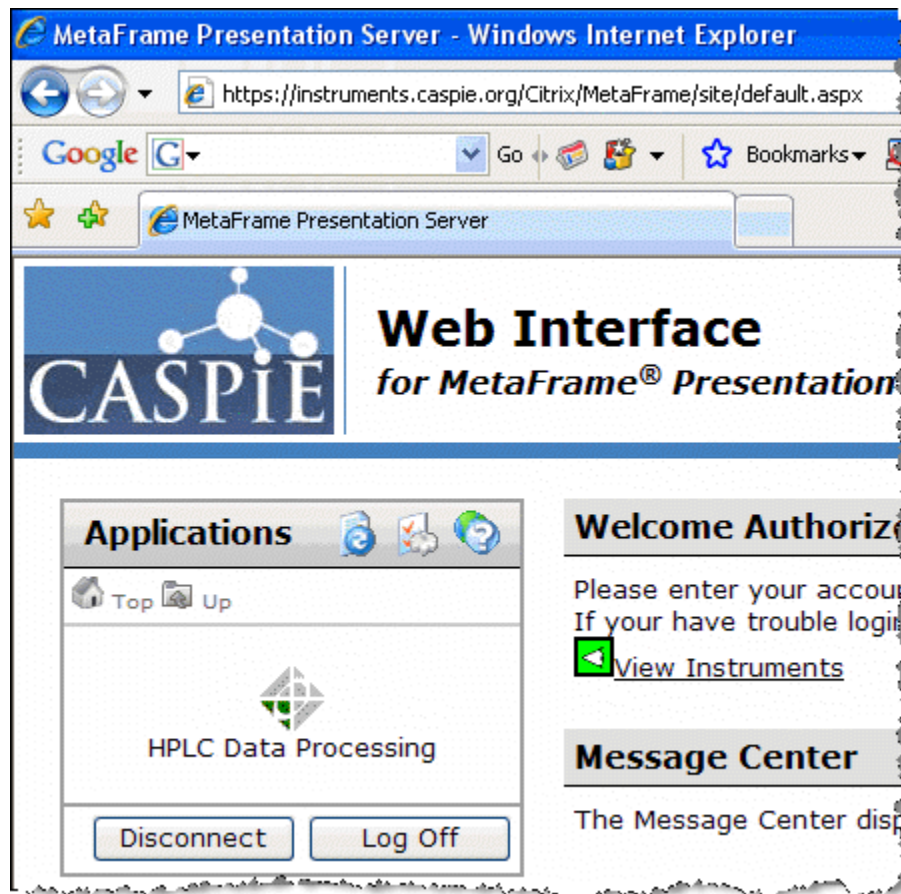 MetaFrame Presentation Server - Windows Internet Explorer
https://instruments.caspie.org/Citrix/MetaFrame/site/default.aspx
Google G Go Bookmarks
MetaFrame Presentation Server
CASPiE
Web Interface
for MetaFrame® Presentation
Applications
Top Up
HPLC Data Processing
Disconnect Log Off
Welcome Authoriz
Please enter your accou
If your have trouble logi
View Instruments
Message Center
The Message Center disp